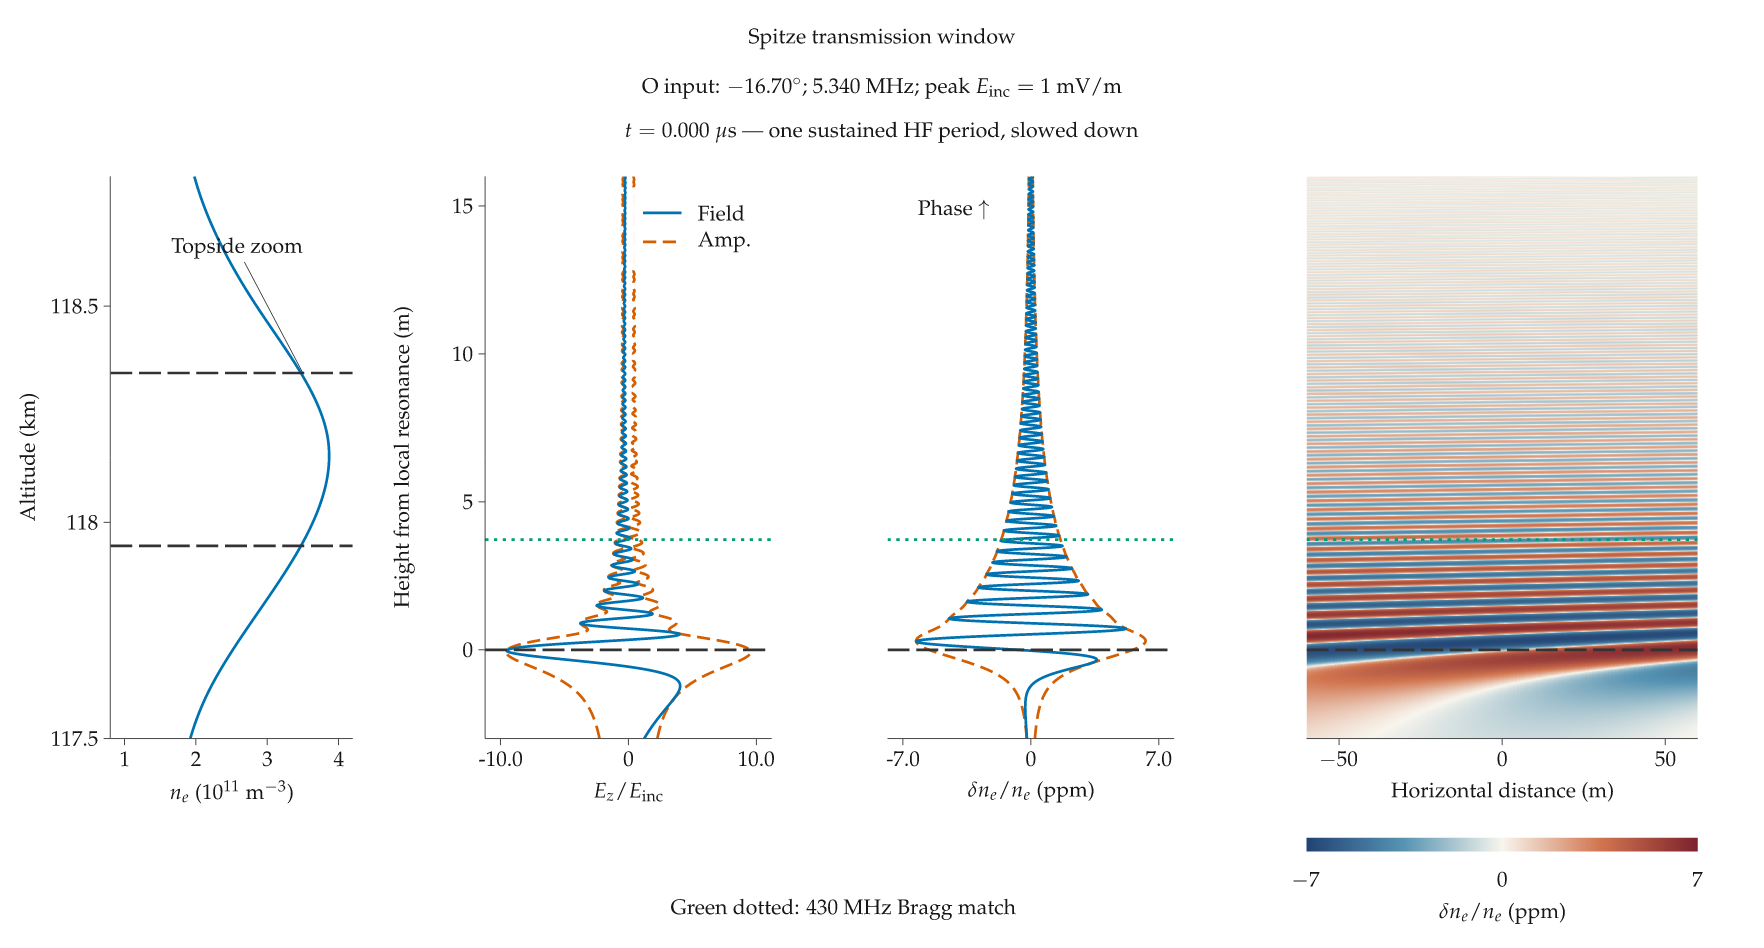 Spitze transmission window
O input: −16.70°; 5.340 MHz; peak E_inc = 1 mV/m
t = 0.000 μs — one sustained HF period, slowed down
Topside zoom
118.5
118
117.5
Altitude (km)
1 2 3 4
n_e (10¹¹ m⁻³)
Field
Amp.
15
10
5
0
Height from local resonance (m)
-10.0 0 10.0
E_z/E_inc
Phase ↑
-7.0 0 7.0
δn_e/n_e (ppm)
−50 0 50
Horizontal distance (m)
−7 0 7
δn_e/n_e (ppm)
Green dotted: 430 MHz Bragg match